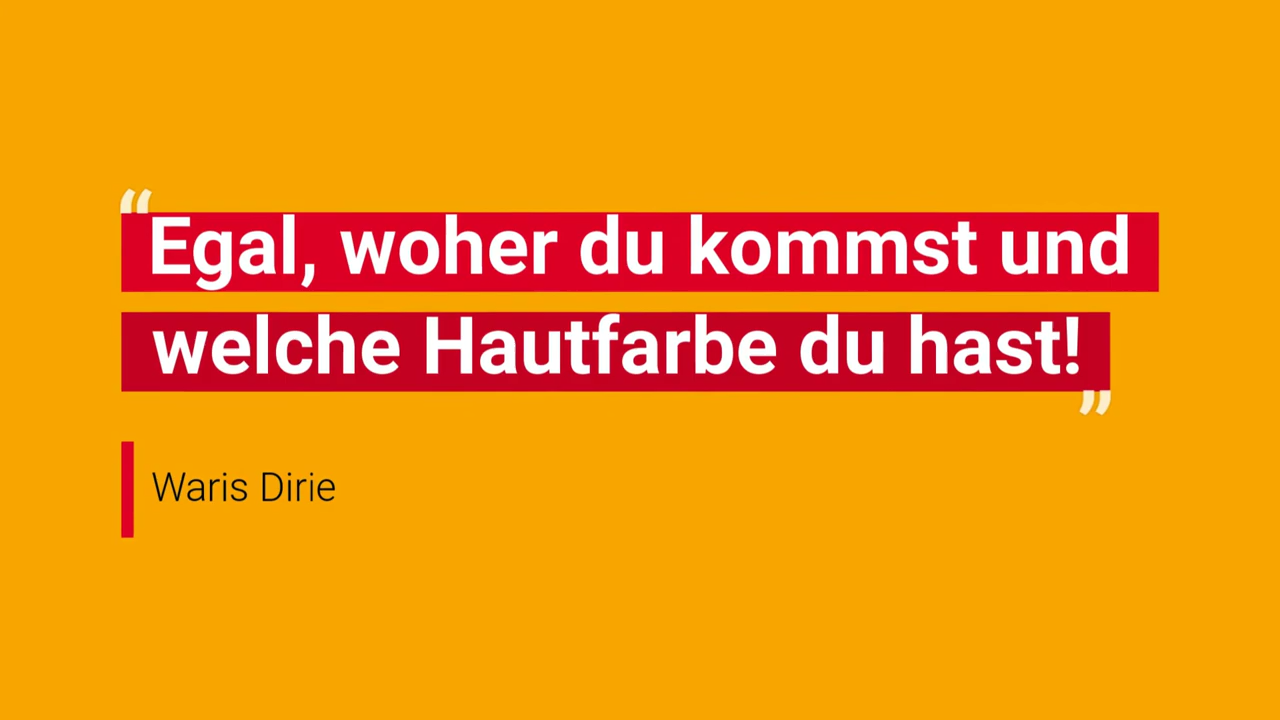 “Egal, woher du kommst und
welche Hautfarbe du hast!”
Waris Dirie